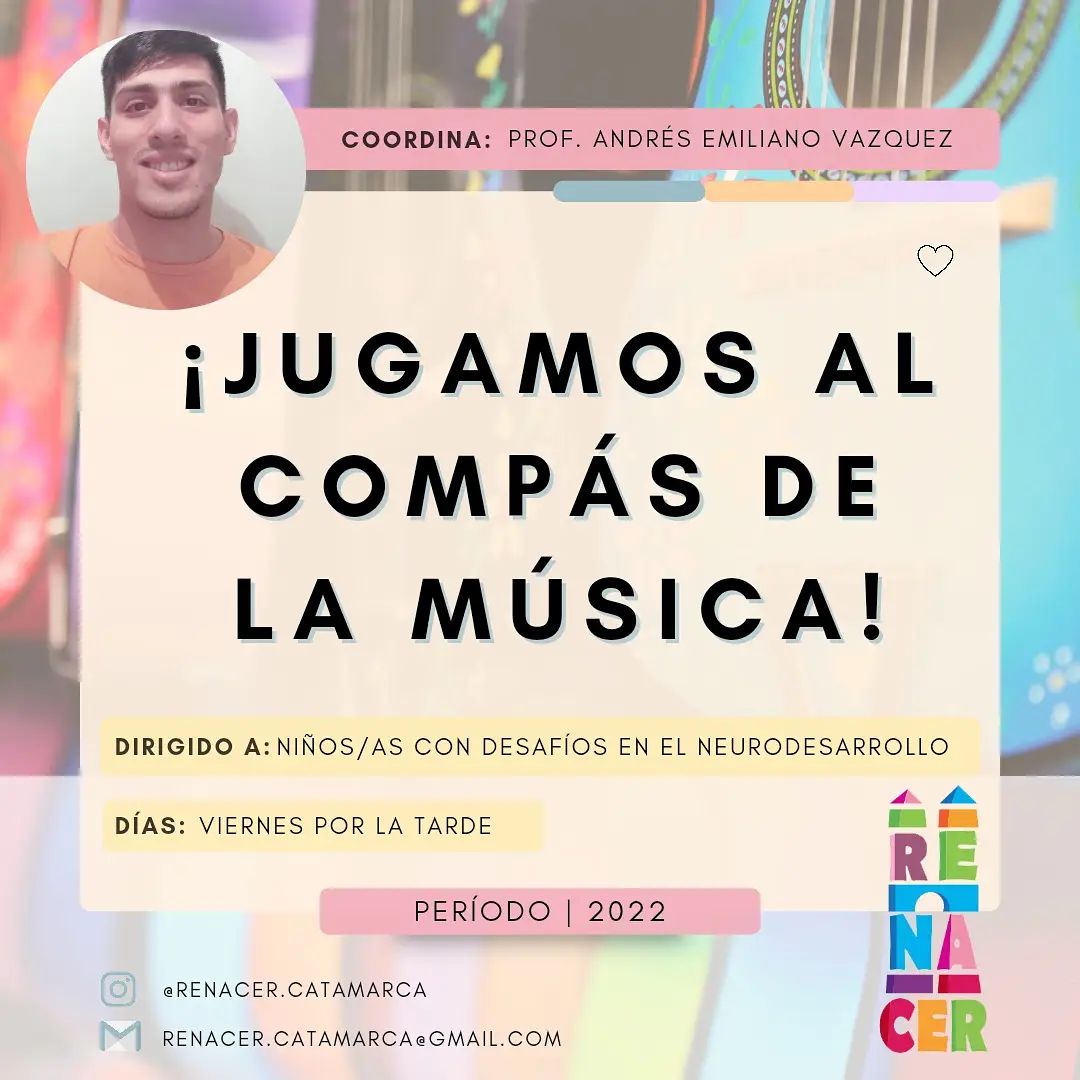 COORDINA: PROF. ANDRÉS EMILIANO VAZQUEZ
¡JUGAMOS AL
COMPÁS DE
LA MÚSICA!
DIRIGIDO A: NIÑOS/AS CON DESAFÍOS EN EL NEURODESARROLLO
DÍAS: VIERNES POR LA TARDE
PERÍODO | 2022
@RENACER.CATAMARCA
RENACER.CATAMARCA@GMAIL.COM
RE
NA
CER